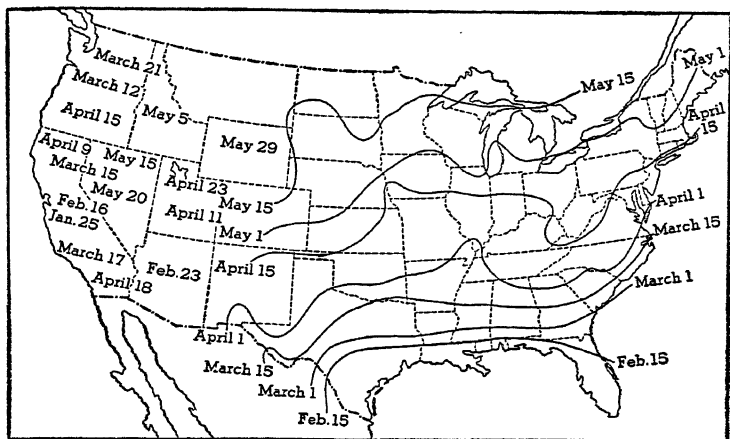 March 21
March 12
April 15
May 5
May 29
April 9
March 15
Feb. 16
Jan. 25
May 15
May 20
April 23
April 11
May 15
May 1
March 17
April 18
Feb. 23
April 15
April 1
March 15
March 1
Feb. 15
May 15
May 1
April
15
April 1
March 15
March 1
Feb. 15